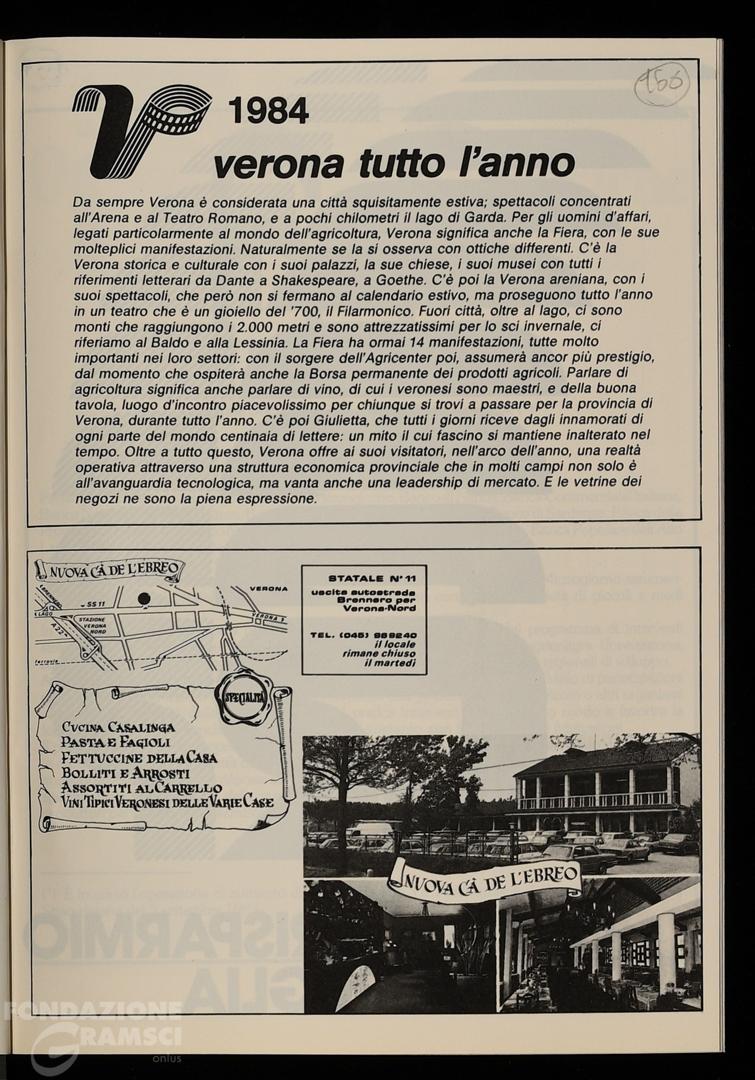 156
1984
verona tutto l'anno
Da sempre Verona è considerata una città squisitamente estiva; spettacoli concentrati
all'Arena e al Teatro Romano, e a pochi chilometri il lago di Garda. Per gli uomini d'affari,
legati particolarmente al mondo dell'agricoltura, Verona significa anche la Fiera, con le sue
molteplici manifestazioni. Naturalmente se la si osserva con ottiche differenti. C'è la
Verona storica e culturale con i suoi palazzi, la sue chiese, i suoi musei con tutti i
riferimenti letterari da Dante a Shakespeare, a Goethe. C'è poi la Verona areniana, con i
suoi spettacoli, che però non si fermano al calendario estivo, ma proseguono tutto l'anno
in un teatro che è un gioiello del '700, il Filarmonico. Fuori città, oltre al lago, ci sono
monti che raggiungono i 2.000 metri e sono attrezzatissimi per lo sci invernale, ci
riferiamo al Baldo e alla Lessinia. La Fiera ha ormai 14 manifestazioni, tutte molto
importanti nei loro settori: con il sorgere dell'Agricenter poi, assumerà ancor più prestigio,
dal momento che ospiterà anche la Borsa permanente dei prodotti agricoli. Parlare di
agricoltura significa anche parlare di vino, di cui i veronesi sono maestri, e della buona
tavola, luogo d'incontro piacevolissimo per chiunque si trovi a passare per la provincia di
Verona, durante tutto l'anno. C'è poi Giulietta, che tutti i giorni riceve dagli innamorati di
ogni parte del mondo centinaia di lettere: un mito il cui fascino si mantiene inalterato nel
tempo. Oltre a tutto questo, Verona offre ai suoi visitatori, nell'arco dell'anno, una realtà
operativa attraverso una struttura economica provinciale che in molti campi non solo è
all'avanguardia tecnologica, ma vanta anche una leadership di mercato. E le vetrine dei
negozi ne sono la piena espressione.
NUOVA CÀ DE L'EBREO
VERONA
LAGO
SS 11
STAZIONE
VERONA
NORD
A22
VERONA S.
ferrovia
STATALE N° 11
uscita autostrada
Brennero per
Verona-Nord
TEL. (045) 989240
il locale
rimane chiuso
il martedì
SPECIALITÀ
CUCINA CASALINGA
PASTA E FAGIOLI
FETTUCCINE DELLA CASA
BOLLITI E ARROSTI
ASSORTITI AL CARRELLO
VINI TIPICI VERONESI DELLE VARIE CASE
NUOVA CÀ DE L'EBREO
FONDAZIONE
GRAMSCI
onlus